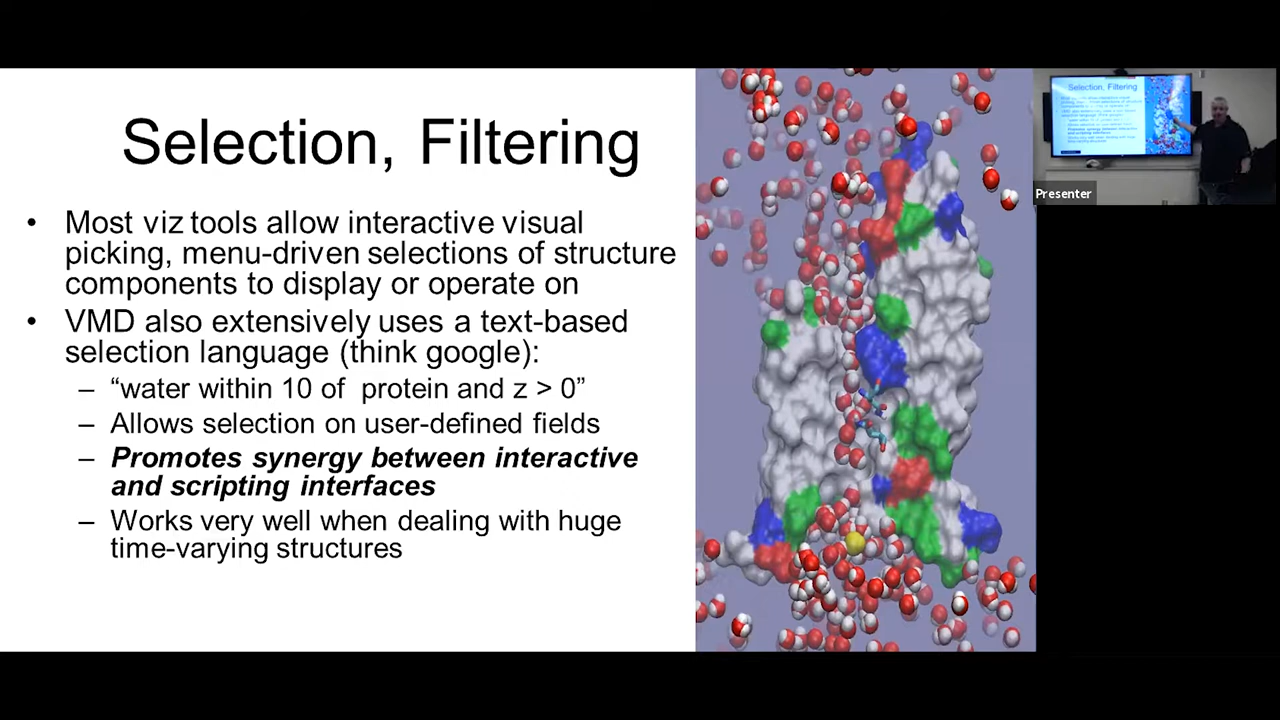 Selection, Filtering
• Most viz tools allow interactive visual
picking, menu-driven selections of structure
components to display or operate on
• VMD also extensively uses a text-based
selection language (think google):
– “water within 10 of protein and z > 0”
– Allows selection on user-defined fields
– Promotes synergy between interactive
and scripting interfaces
– Works very well when dealing with huge
time-varying structures
Selection, Filtering
Presenter